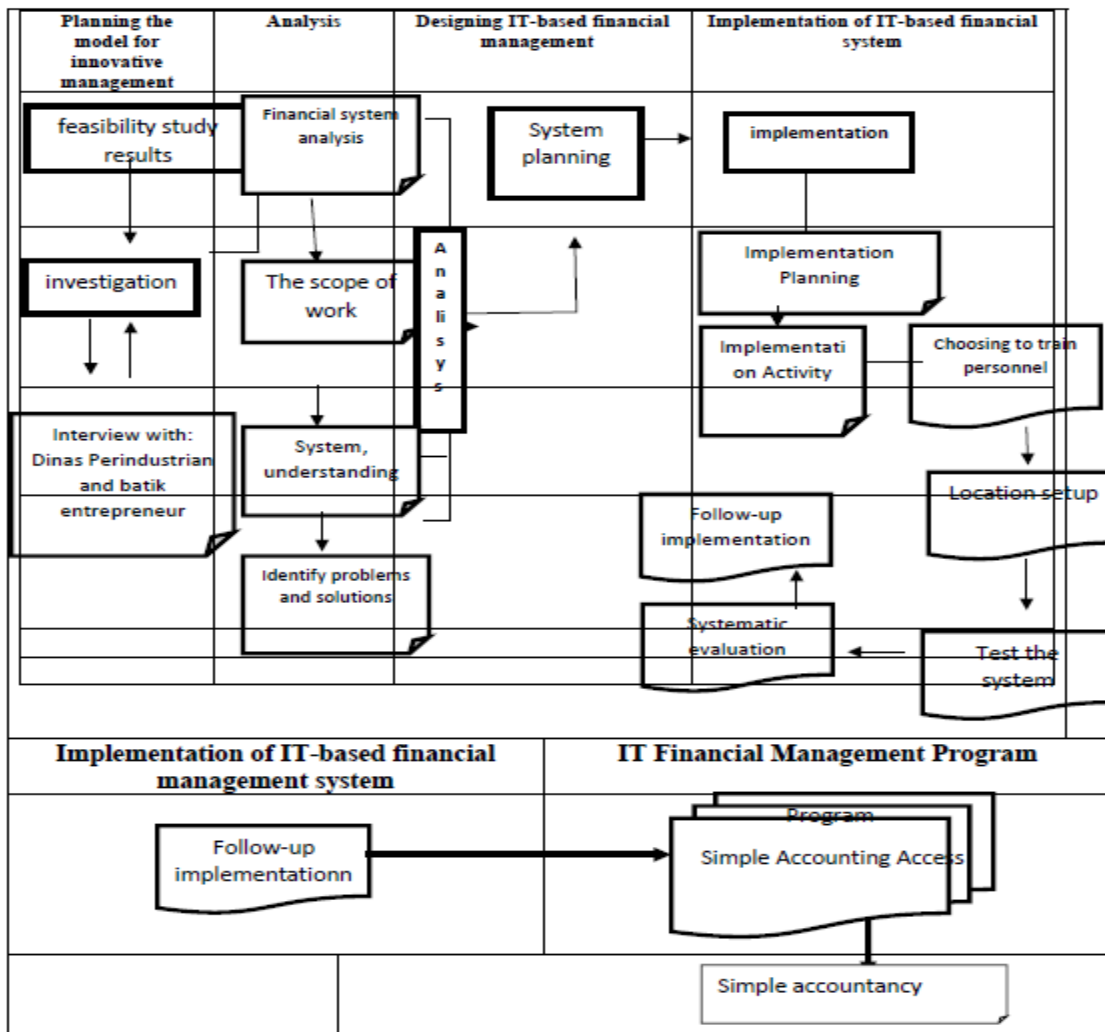 Planning the
model for
innovative
management
Analysis
Designing IT-based financial
management
Implementation of IT-based financial
system
feasibility study
results
Financial system
analysis
System
planning
implementation
investigation
The scope of
work
A
n
a
li
s
y
s
Implementation
Planning
Implementati
on Activity
Choosing to train
personnel
Interview with:
Dinas Perindustrian
and batik
entrepreneur
System,
understanding
Location setup
Follow-up
implementation
Identify problems
and solutions
Systematic
evaluation
Test the
system
Implementation of IT-based financial
management system
IT Financial Management Program
Follow-up
implementationn
Program
Simple Accounting Access
Simple accountancy